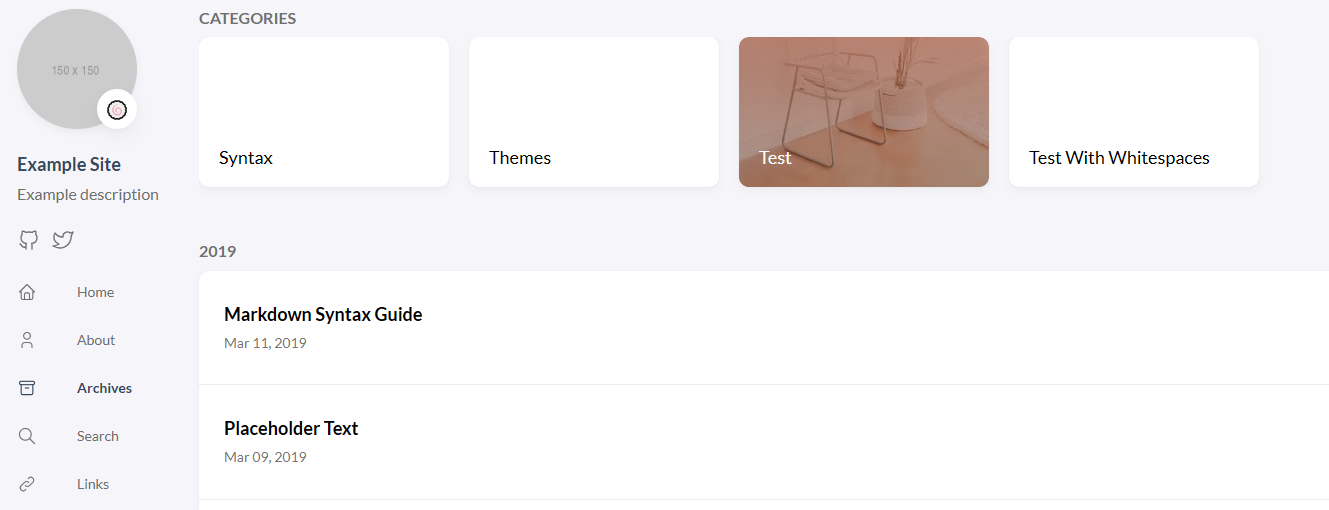 150 x 150
Example Site
Example description
Home
About
Archives
Search
Links
CATEGORIES
Syntax
Themes
Test
Test With Whitespaces
2019
Markdown Syntax Guide
Mar 11, 2019
Placeholder Text
Mar 09, 2019